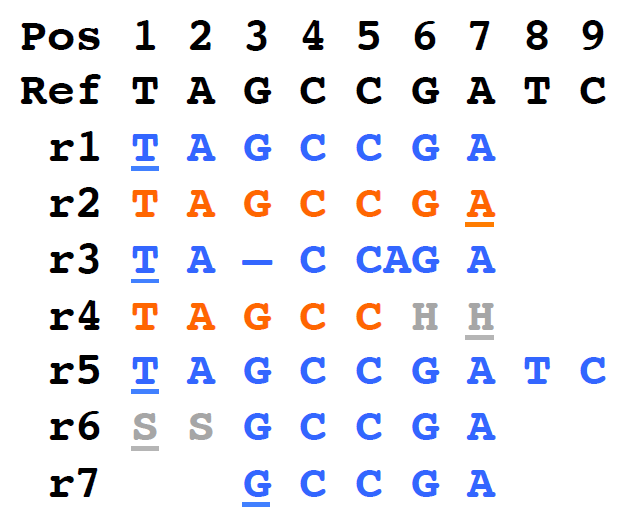 Pos 1 2 3 4 5 6 7 8 9
Ref T A G C C G A T C
r1 T A G C C G A
r2 T A G C C G A
r3 T A – C CAG A
r4 T A G C C H H
r5 T A G C C G A T C
r6 S S G C C G A
r7 G C C G A